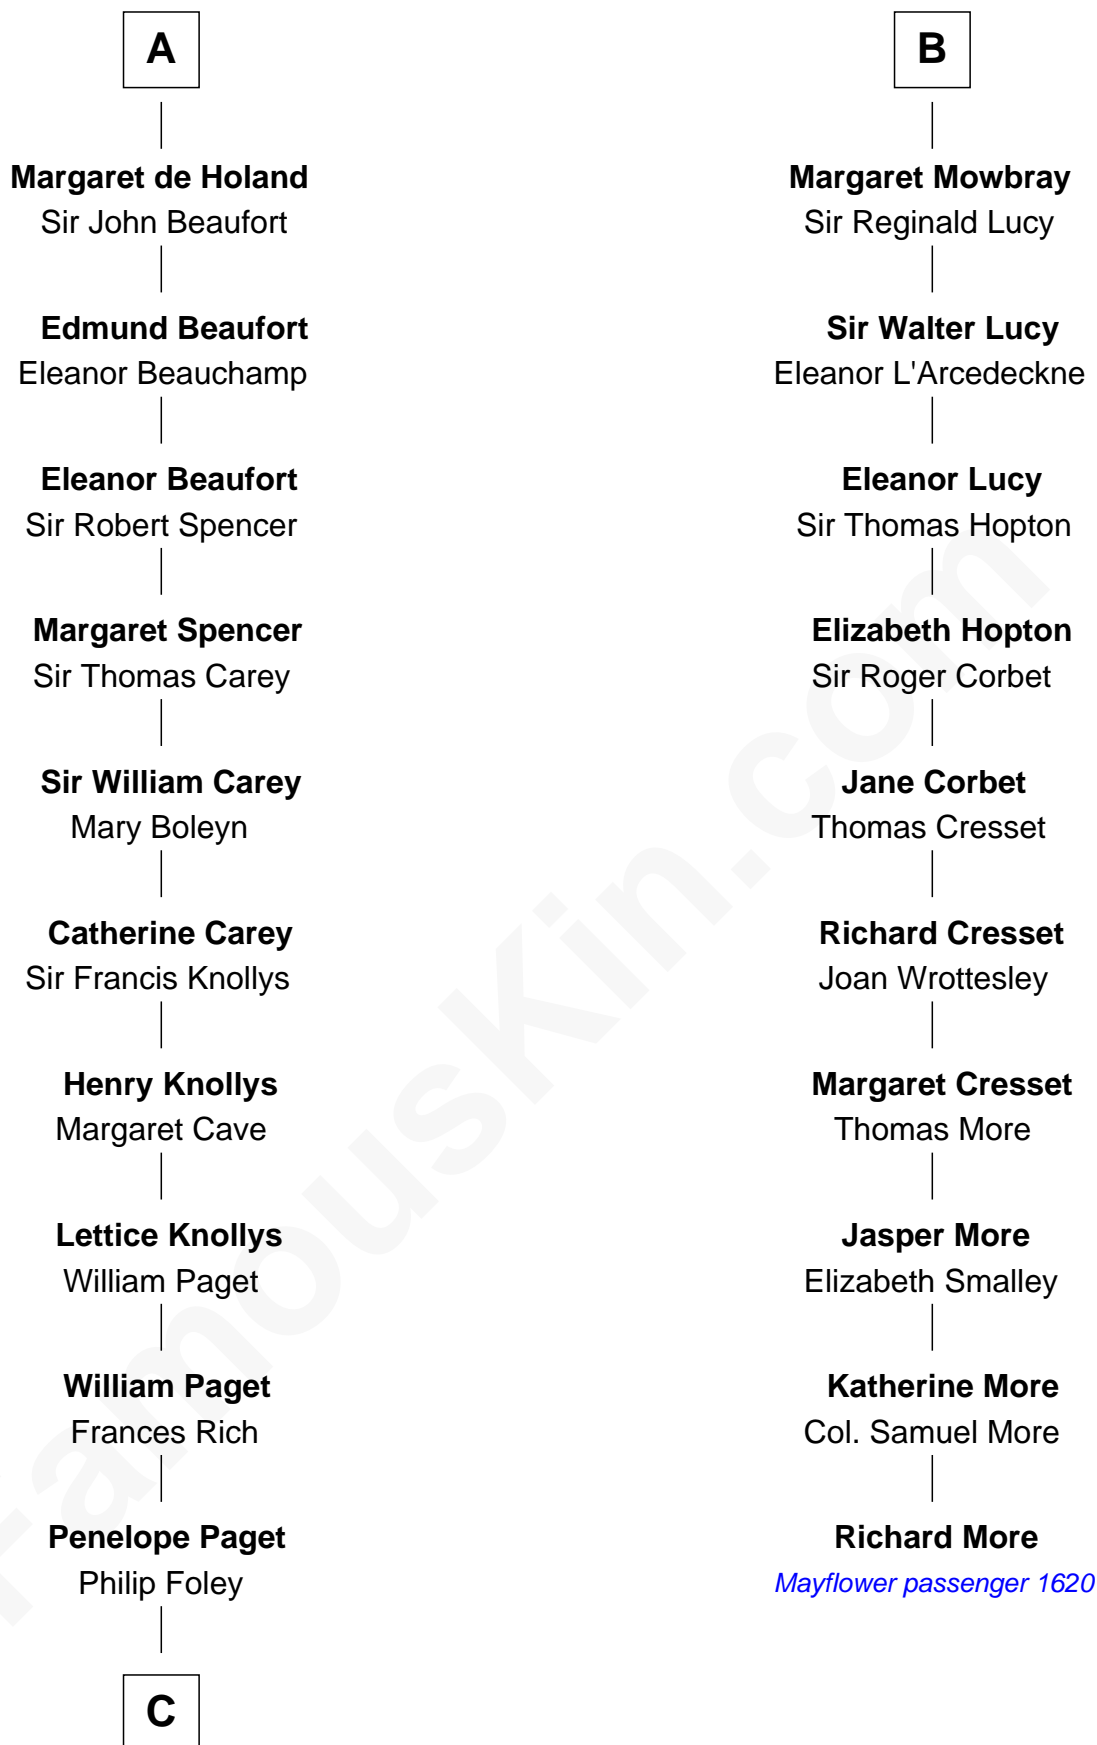 A
Margaret de Holand
Sir John Beaufort
Edmund Beaufort
Eleanor Beauchamp
Eleanor Beaufort
Sir Robert Spencer
Margaret Spencer
Sir Thomas Carey
Sir William Carey
Mary Boleyn
Catherine Carey
Sir Francis Knollys
Henry Knollys
Margaret Cave
Lettice Knollys
William Paget
William Paget
Frances Rich
Penelope Paget
Philip Foley
C
B
Margaret Mowbray
Sir Reginald Lucy
Sir Walter Lucy
Eleanor L'Arcedeckne
Eleanor Lucy
Sir Thomas Hopton
Elizabeth Hopton
Sir Roger Corbet
Jane Corbet
Thomas Cresset
Richard Cresset
Joan Wrottesley
Margaret Cresset
Thomas More
Jasper More
Elizabeth Smalley
Katherine More
Col. Samuel More
Richard More
Mayflower passenger 1620
FamousKin.com